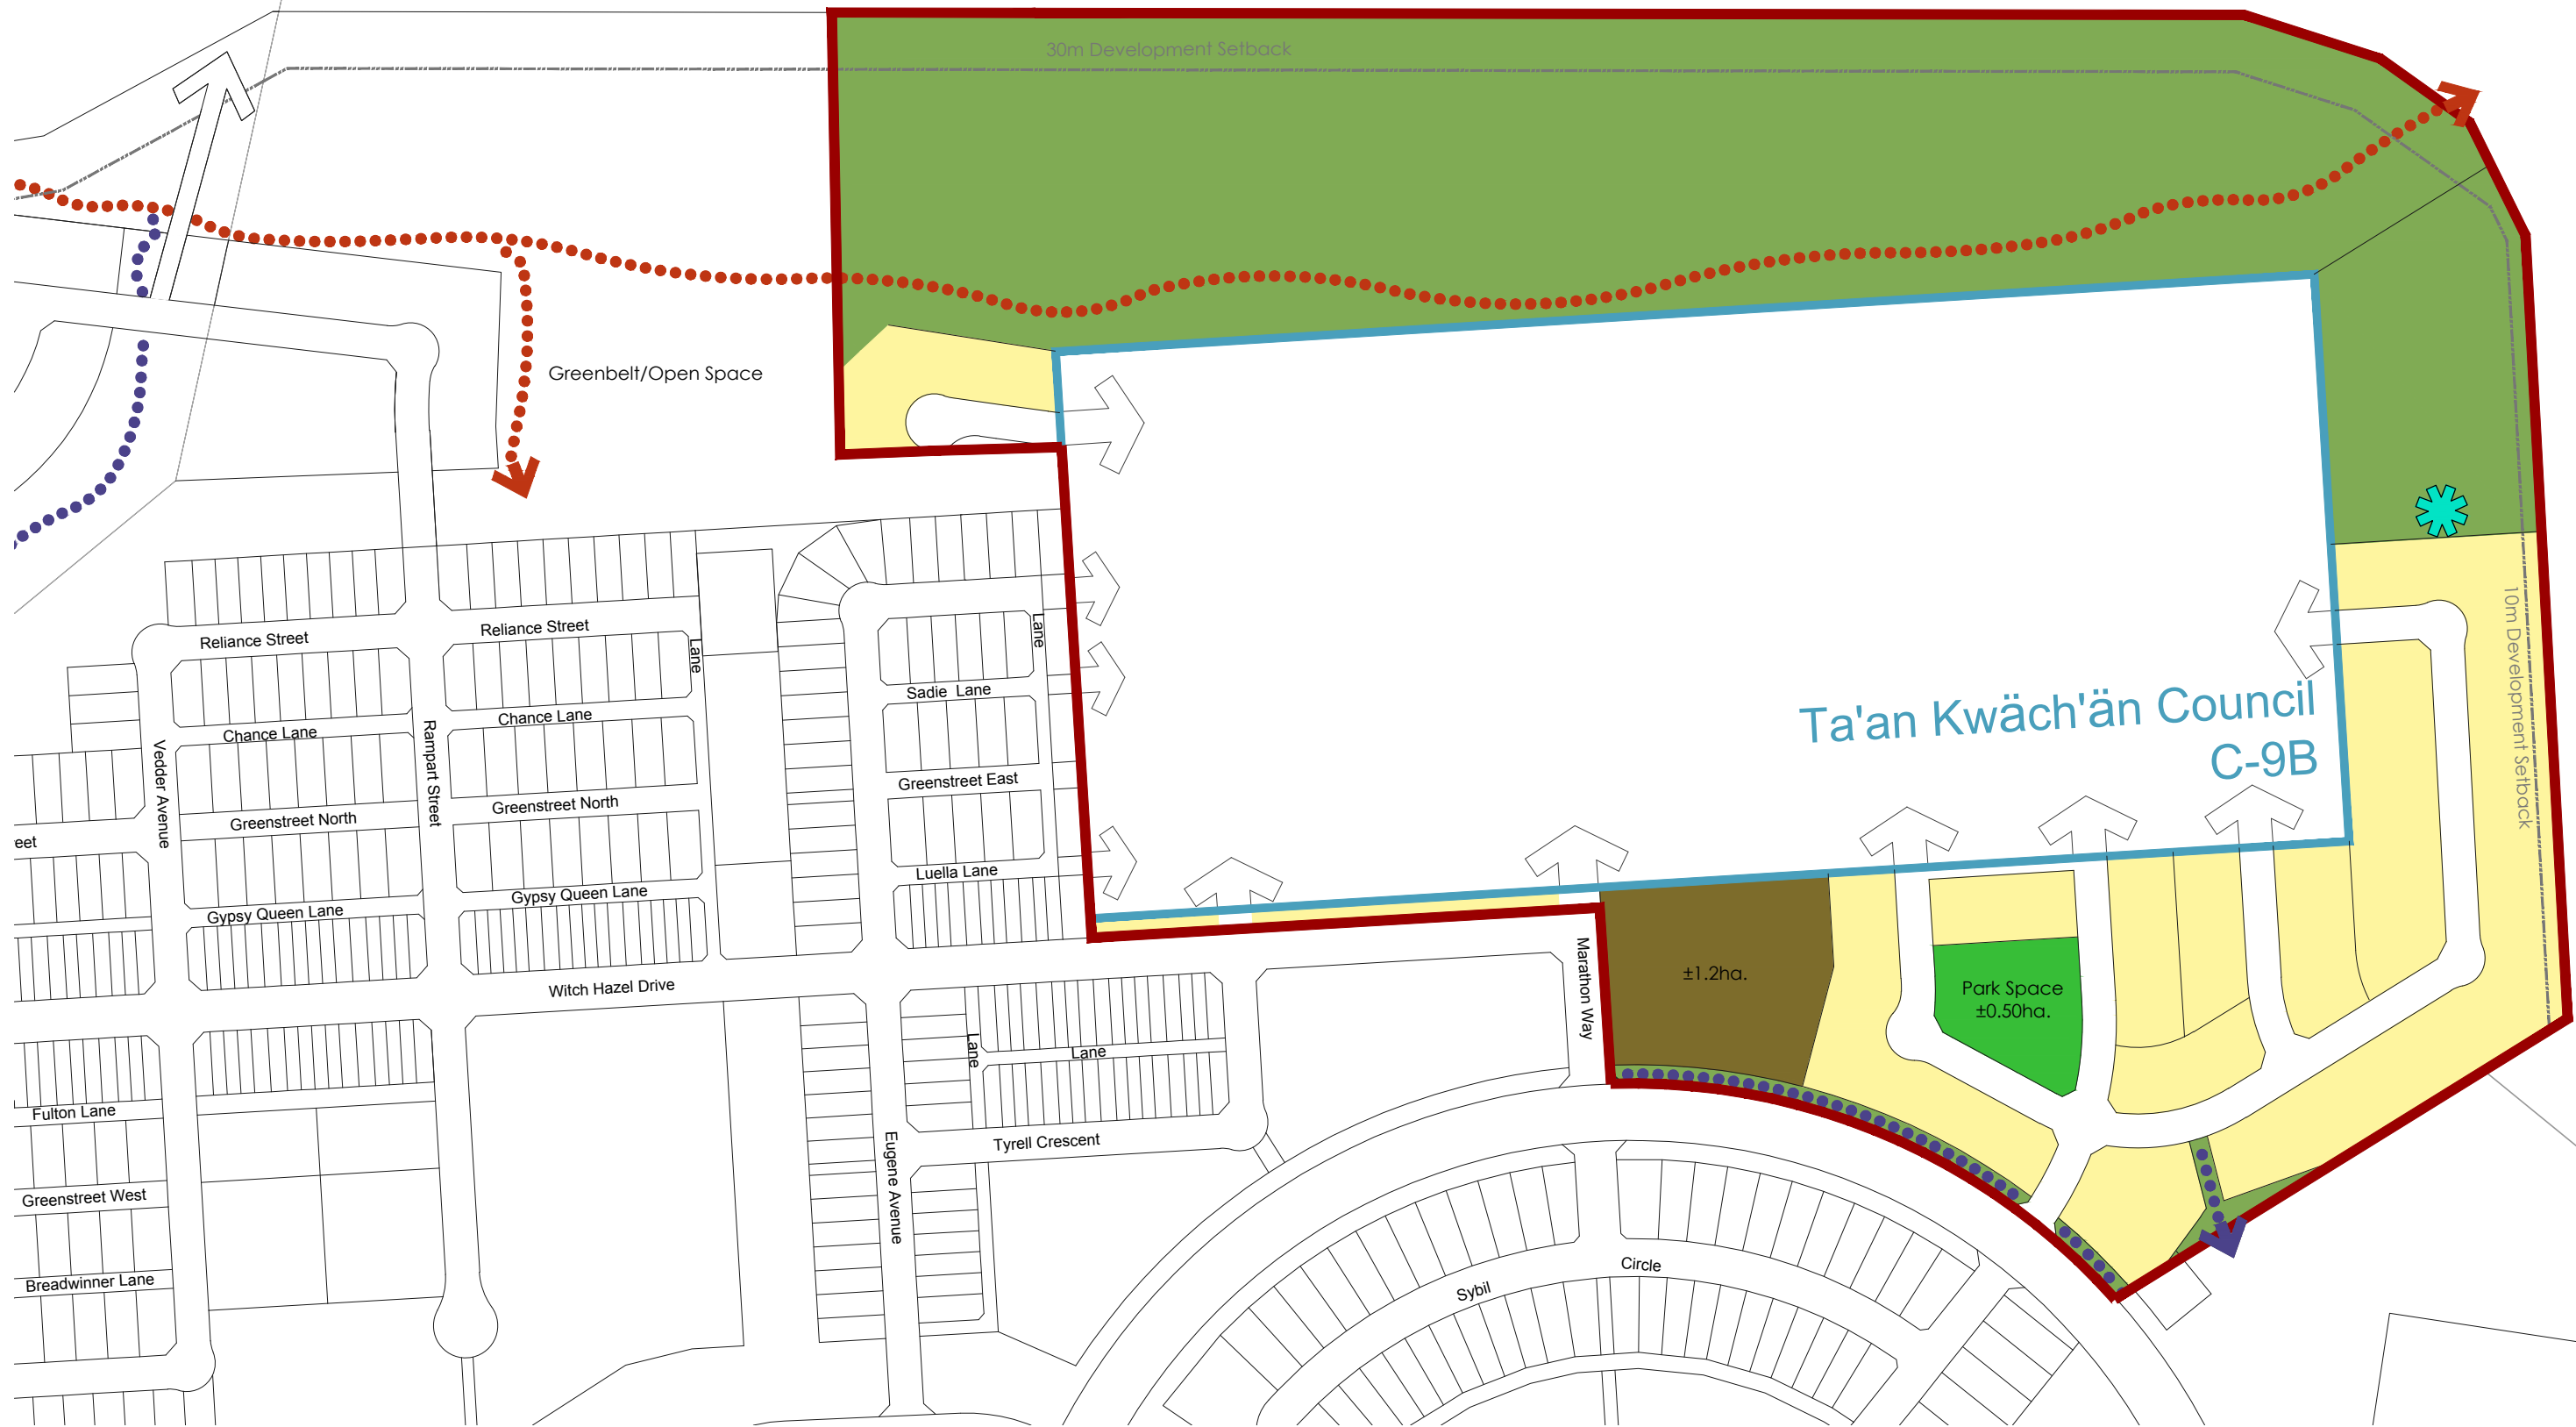 30m Development Setback
Greenbelt/Open Space
10m Development Setback
Ta'an Kwäch'än Council
C-9B
Reliance Street
Reliance Street
Lane
Lane
Sadie Lane
Chance Lane
Chance Lane
Vedder Avenue
Rampart Street
Greenstreet East
Greenstreet North
Greenstreet North
eet
Luella Lane
Gypsy Queen Lane
Gypsy Queen Lane
Witch Hazel Drive
Marathon Way
±1.2ha.
Park Space
±0.50ha.
Lane
Lane
Fulton Lane
Tyrell Crescent
Eugene Avenue
Greenstreet West
Breadwinner Lane
Sybil
Circle